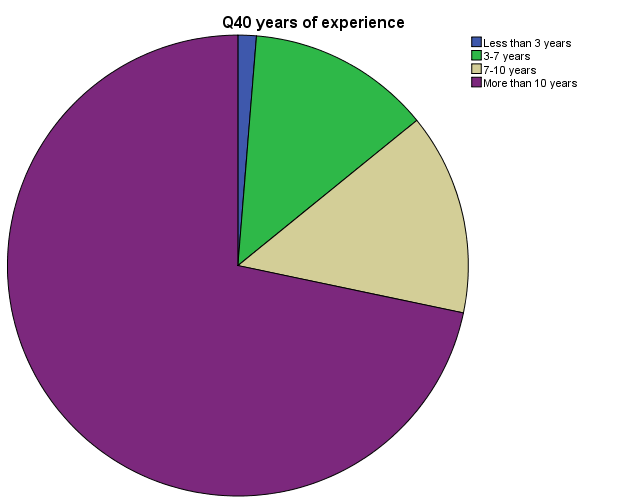 Q40 years of experience
Less than 3 years
3-7 years
7-10 years
More than 10 years